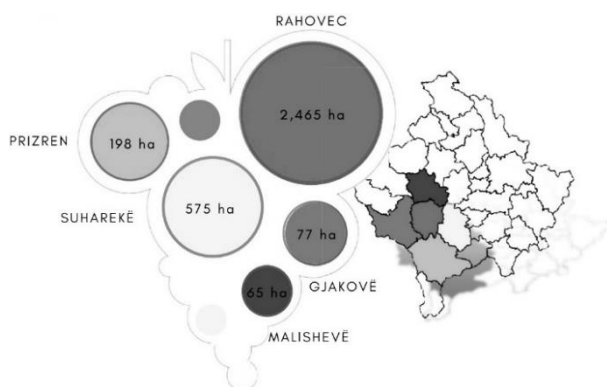 RAHOVEC
2,465 ha
PRIZREN
198 ha
SUHAREKË
575 ha
77 ha
GJAKOVË
65 ha
MALISHEVË